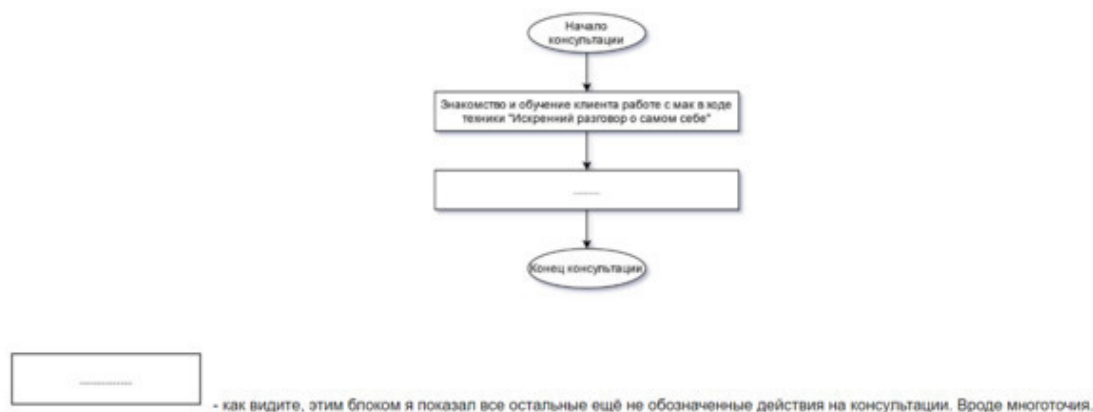 Начало
консультации
Знакомство и обучение клиента работе с мак в ходе
техники "Искренний разговор о самом себе"
........
Конец консультации
..............
- как видите, этим блоком я показал все остальные ещё не обозначенные действия на консультации. Вроде многоточия.